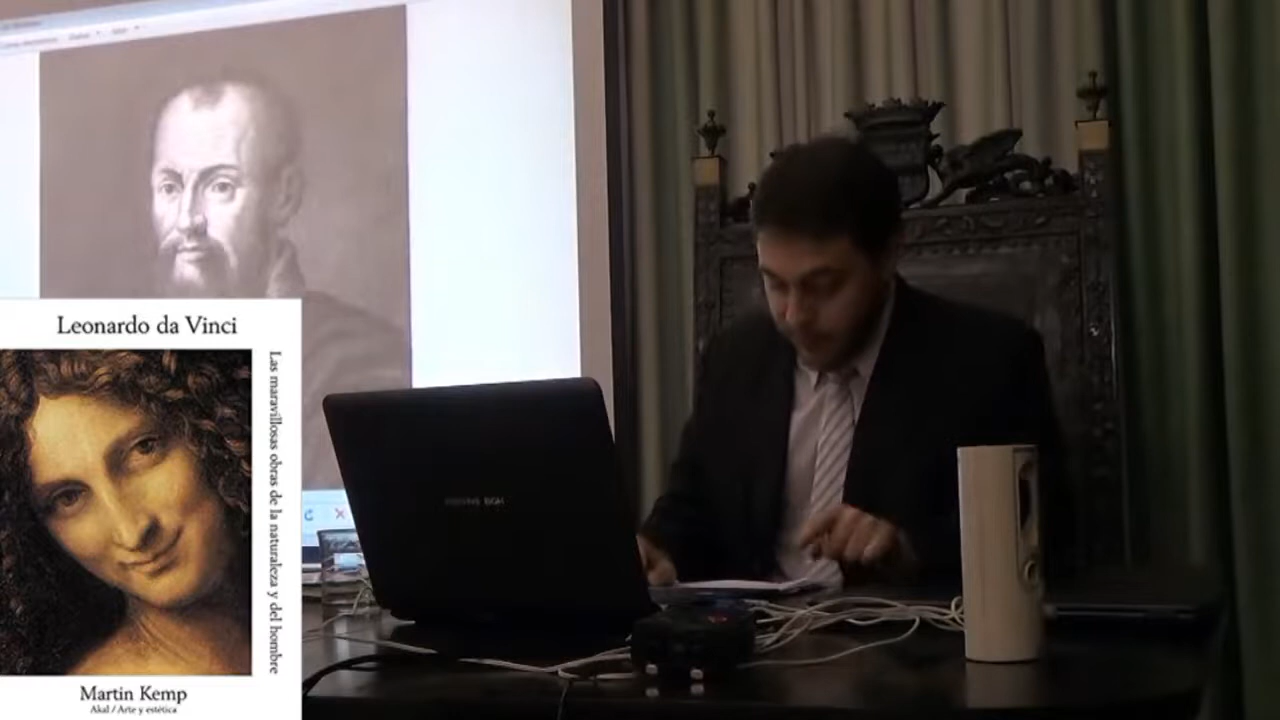 Leonardo da Vinci
Las maravillosas obras de la naturaleza y del hombre
Martin Kemp
Akal / Arte y estética